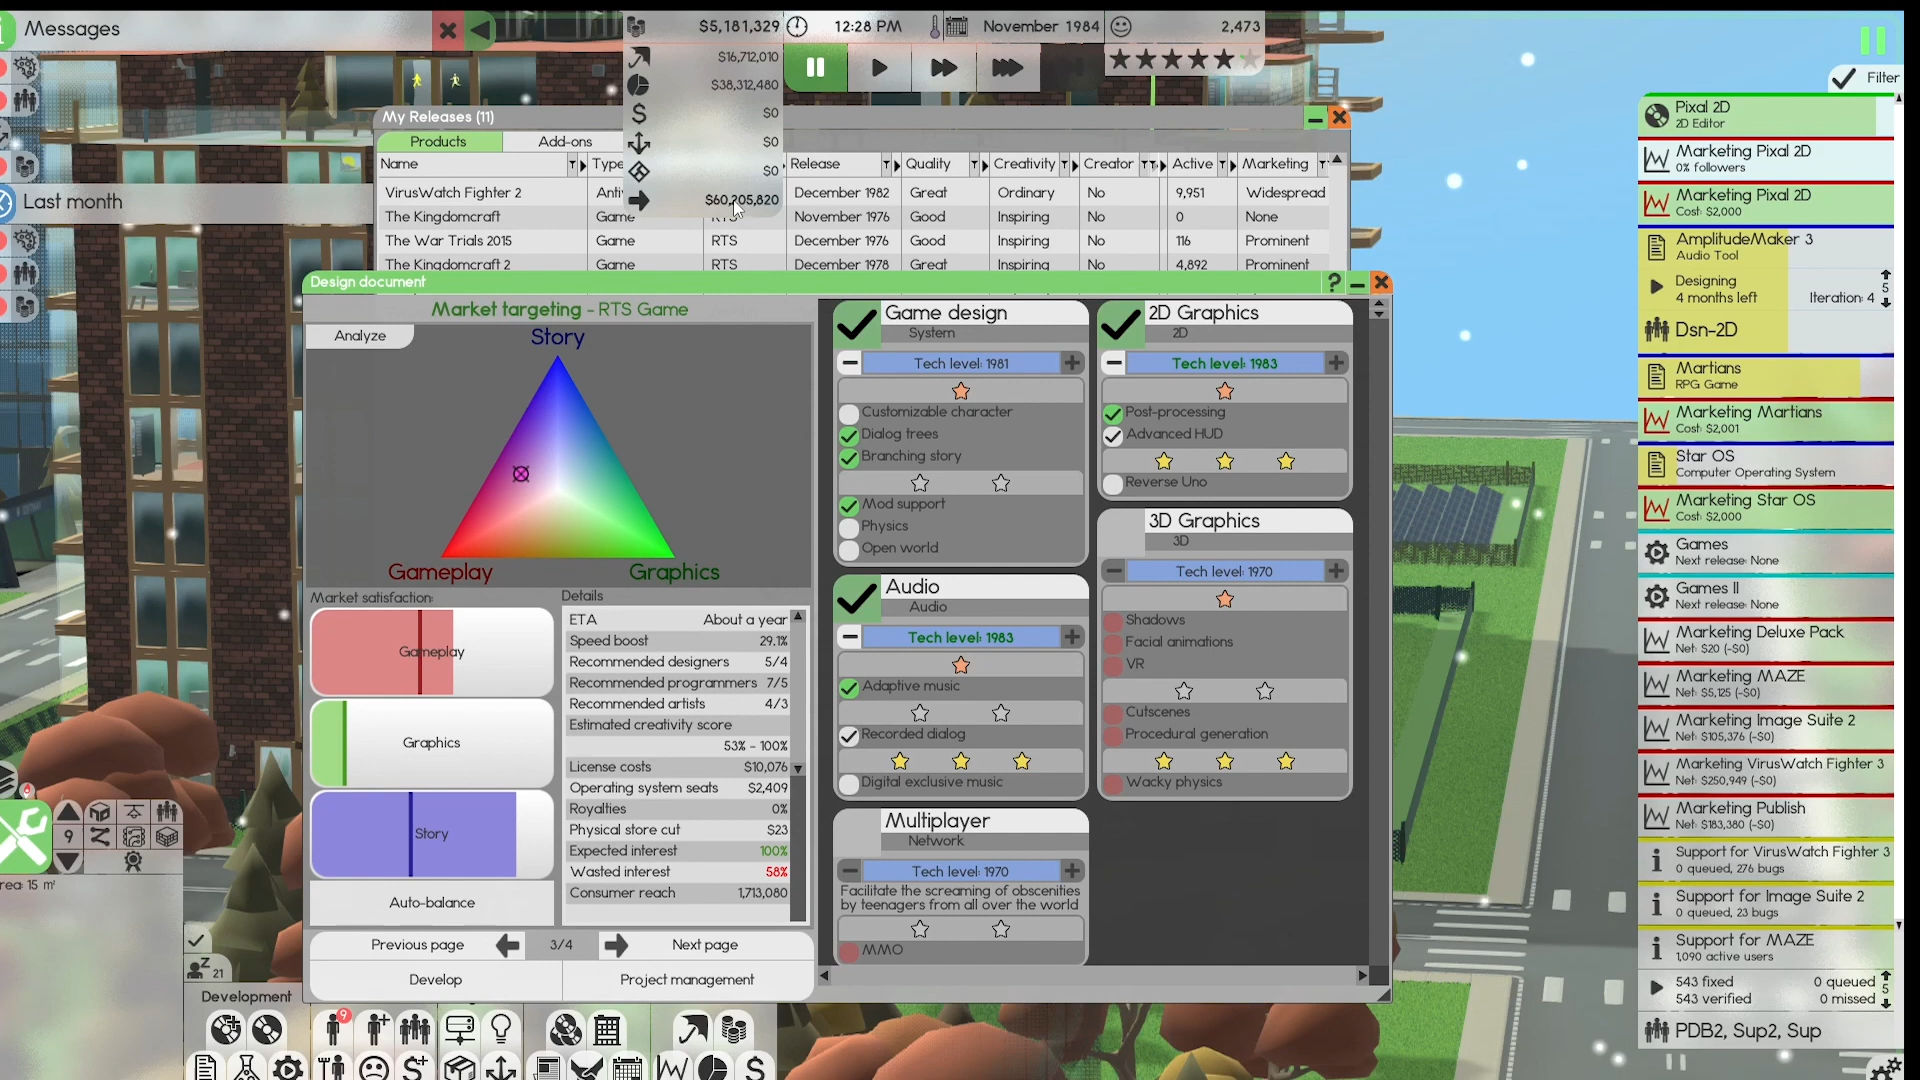 Messages
Last month
$5,181,329
12:28 PM
November 1984
2,473
$16,712,010
$38,312,480
$0
$0
$0
$60,205,820
My Releases (11)
Products
Add-ons
Name
Type
Release
Quality
Creativity
Creator
Active
Marketing
VirusWatch Fighter 2
December 1982
Great
Ordinary
No
9,951
Widespread
The Kingdomcraft
Game
RTS
November 1976
Good
Inspiring
No
0
None
The War Trials 2015
Game
RTS
December 1976
Good
Inspiring
No
116
Prominent
The Kingdomcraft 2
Game
RTS
December 1978
Great
Inspiring
No
4,892
Prominent
Design document
?
Market targeting - RTS Game
Analyze
Story
Gameplay
Graphics
Market satisfaction:
Gameplay
Graphics
Story
Auto-balance
Details
ETA About a year
Speed boost 29.1%
Recommended designers 5/4
Recommended programmers 7/5
Recommended artists 4/3
Estimated creativity score
53% - 100%
License costs $10,076
Operating system seats $2,409
Royalties 0%
Physical store cut $23
Expected interest 100%
Wasted interest 58%
Consumer reach 1,713,080
Previous page
3/4
Next page
Develop
Project management
Game design
System
Tech level: 1981
Customizable character
Dialog trees
Branching story
Mod support
Physics
Open world
Audio
Audio
Tech level: 1983
Adaptive music
Recorded dialog
Digital exclusive music
Multiplayer
Network
Tech level: 1970
Facilitate the screaming of obscenities
by teenagers from all over the world
MMO
2D Graphics
2D
Tech level: 1983
Post-processing
Advanced HUD
Reverse Uno
3D Graphics
3D
Tech level: 1970
Shadows
Facial animations
VR
Cutscenes
Procedural generation
Wacky physics
Filter
Pixal 2D
2D Editor
Marketing Pixal 2D
0% followers
Marketing Pixal 2D
Cost: $2,000
AmplitudeMaker 3
Audio Tool
Designing
4 months left
Iteration: 4
5
Dsn-2D
Martians
RPG Game
Marketing Martians
Cost: $2,001
Star OS
Computer Operating System
Marketing Star OS
Cost: $2,000
Games
Next release: None
Games II
Next release: None
Marketing Deluxe Pack
Net: $20 (-$0)
Marketing MAZE
Net: $5,125 (-$0)
Marketing Image Suite 2
Net: $105,376 (-$0)
Marketing VirusWatch Fighter 3
Net: $250,949 (-$0)
Marketing Publish
Net: $183,380 (-$0)
Support for VirusWatch Fighter 3
0 queued, 276 bugs
Support for Image Suite 2
0 queued, 23 bugs
Support for MAZE
1,090 active users
543 fixed
0 queued
543 verified
0 missed
5
PDB2, Sup2, Sup
9
rea: 15 m²
21
Development
9